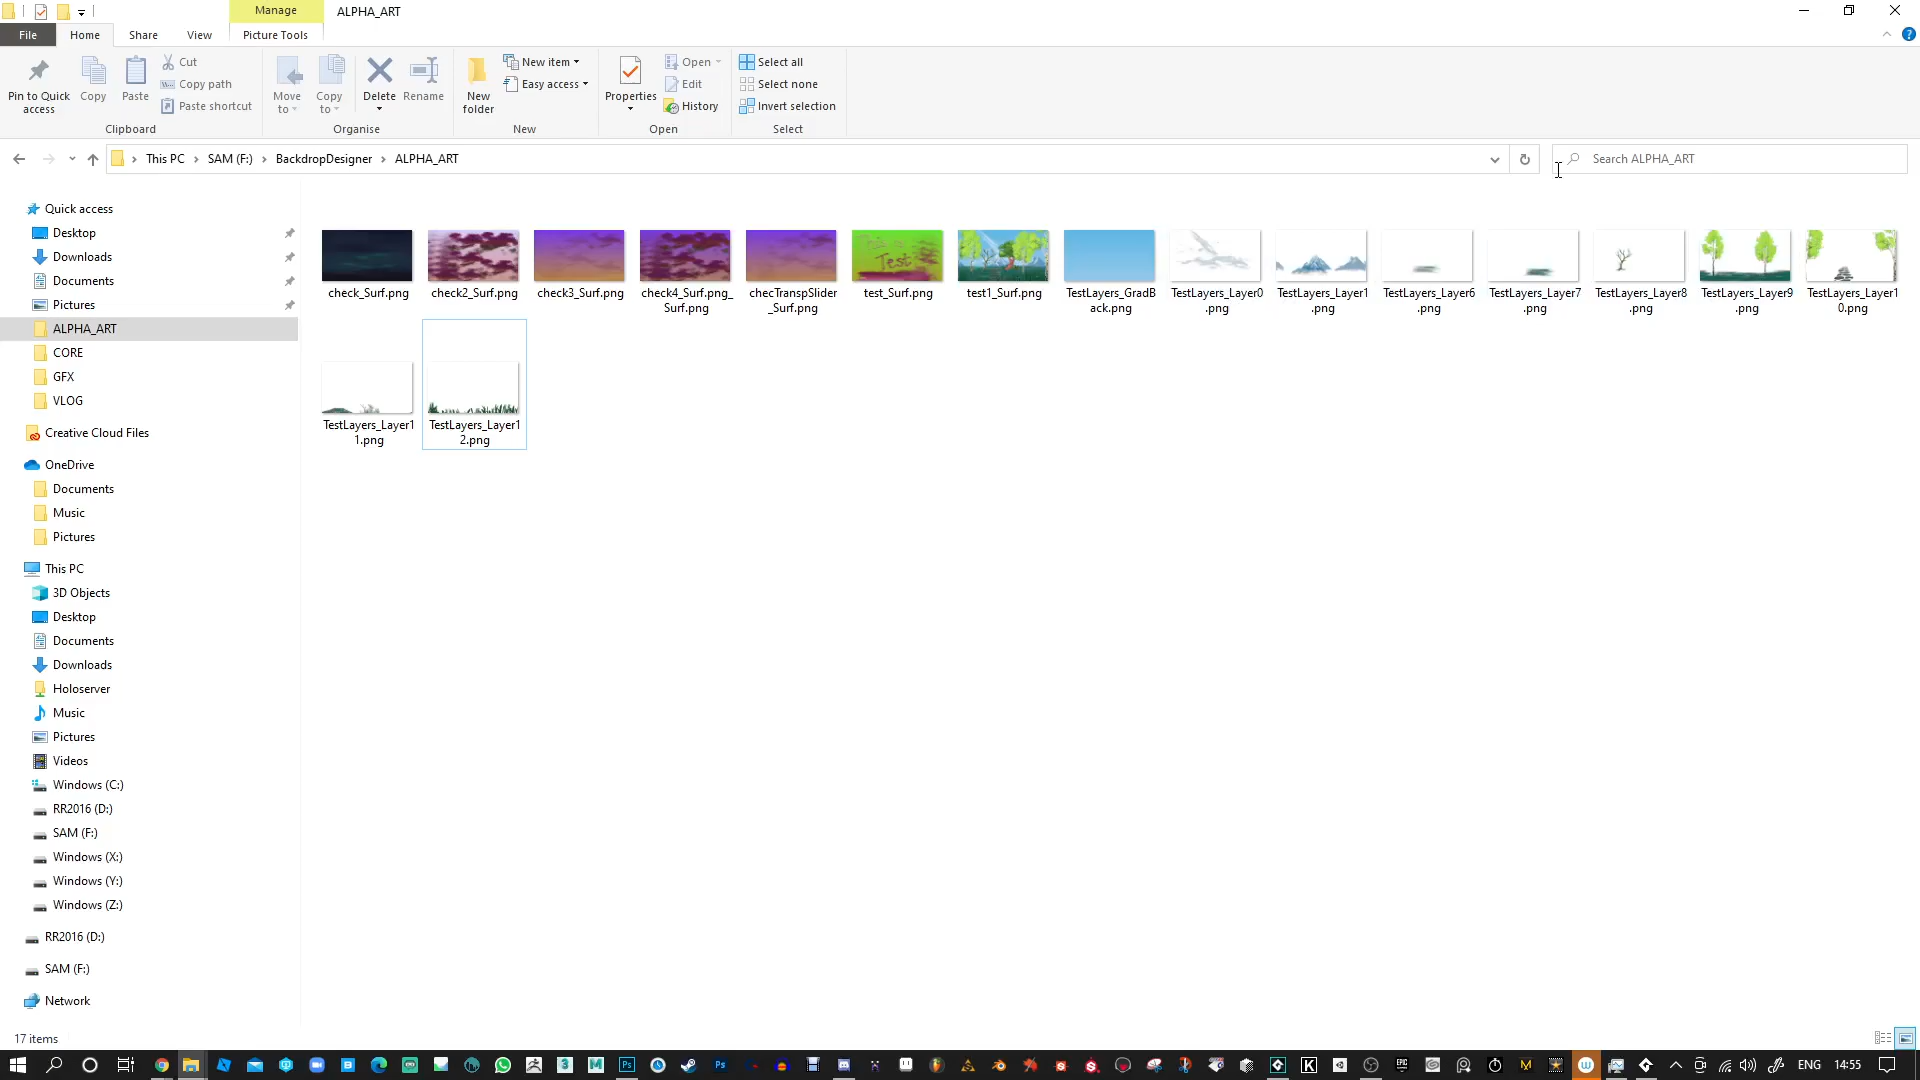 Manage
ALPHA_ART
File
Home
Share
View
Picture Tools
Pin to Quick access
Copy
Paste
Cut
Copy path
Paste shortcut
Clipboard
Move to
Copy to
Delete
Rename
Organise
New folder
New item
Easy access
New
Properties
Open
Edit
History
Open
Select all
Select none
Invert selection
Select
This PC
SAM (F:)
BackdropDesigner
ALPHA_ART
Search ALPHA_ART
Quick access
Desktop
Downloads
Documents
Pictures
ALPHA_ART
CORE
GFX
VLOG
Creative Cloud Files
OneDrive
Documents
Music
Pictures
This PC
3D Objects
Desktop
Documents
Downloads
Holoserver
Music
Pictures
Videos
Windows (C:)
RR2016 (D:)
SAM (F:)
Windows (X:)
Windows (Y:)
Windows (Z:)
RR2016 (D:)
SAM (F:)
Network
check_Surf.png
check2_Surf.png
check3_Surf.png
check4_Surf.png_
Surf.png
checTranspSlider
_Surf.png
Test
test_Surf.png
test1_Surf.png
TestLayers_GradB
ack.png
TestLayers_Layer0
.png
TestLayers_Layer1
.png
TestLayers_Layer6
.png
TestLayers_Layer7
.png
TestLayers_Layer8
.png
TestLayers_Layer9
.png
TestLayers_Layer1
0.png
TestLayers_Layer1
1.png
TestLayers_Layer1
2.png
17 items
ENG
14:55